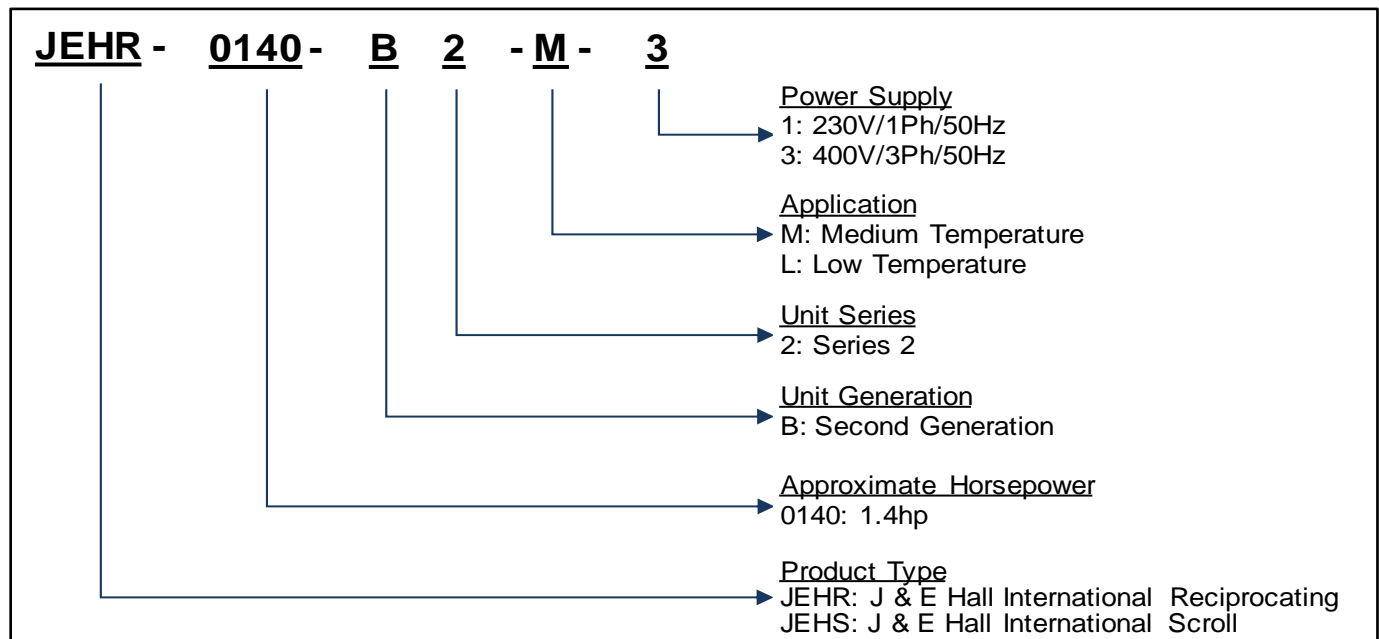 JEHR - 0140 - B 2 - M - 3
Power Supply
1: 230V/1Ph/50Hz
3: 400V/3Ph/50Hz
Application
M: Medium Temperature
L: Low Temperature
Unit Series
2: Series 2
Unit Generation
B: Second Generation
Approximate Horsepower
0140: 1.4hp
Product Type
JEHR: J & E Hall International Reciprocating
JEHS: J & E Hall International Scroll